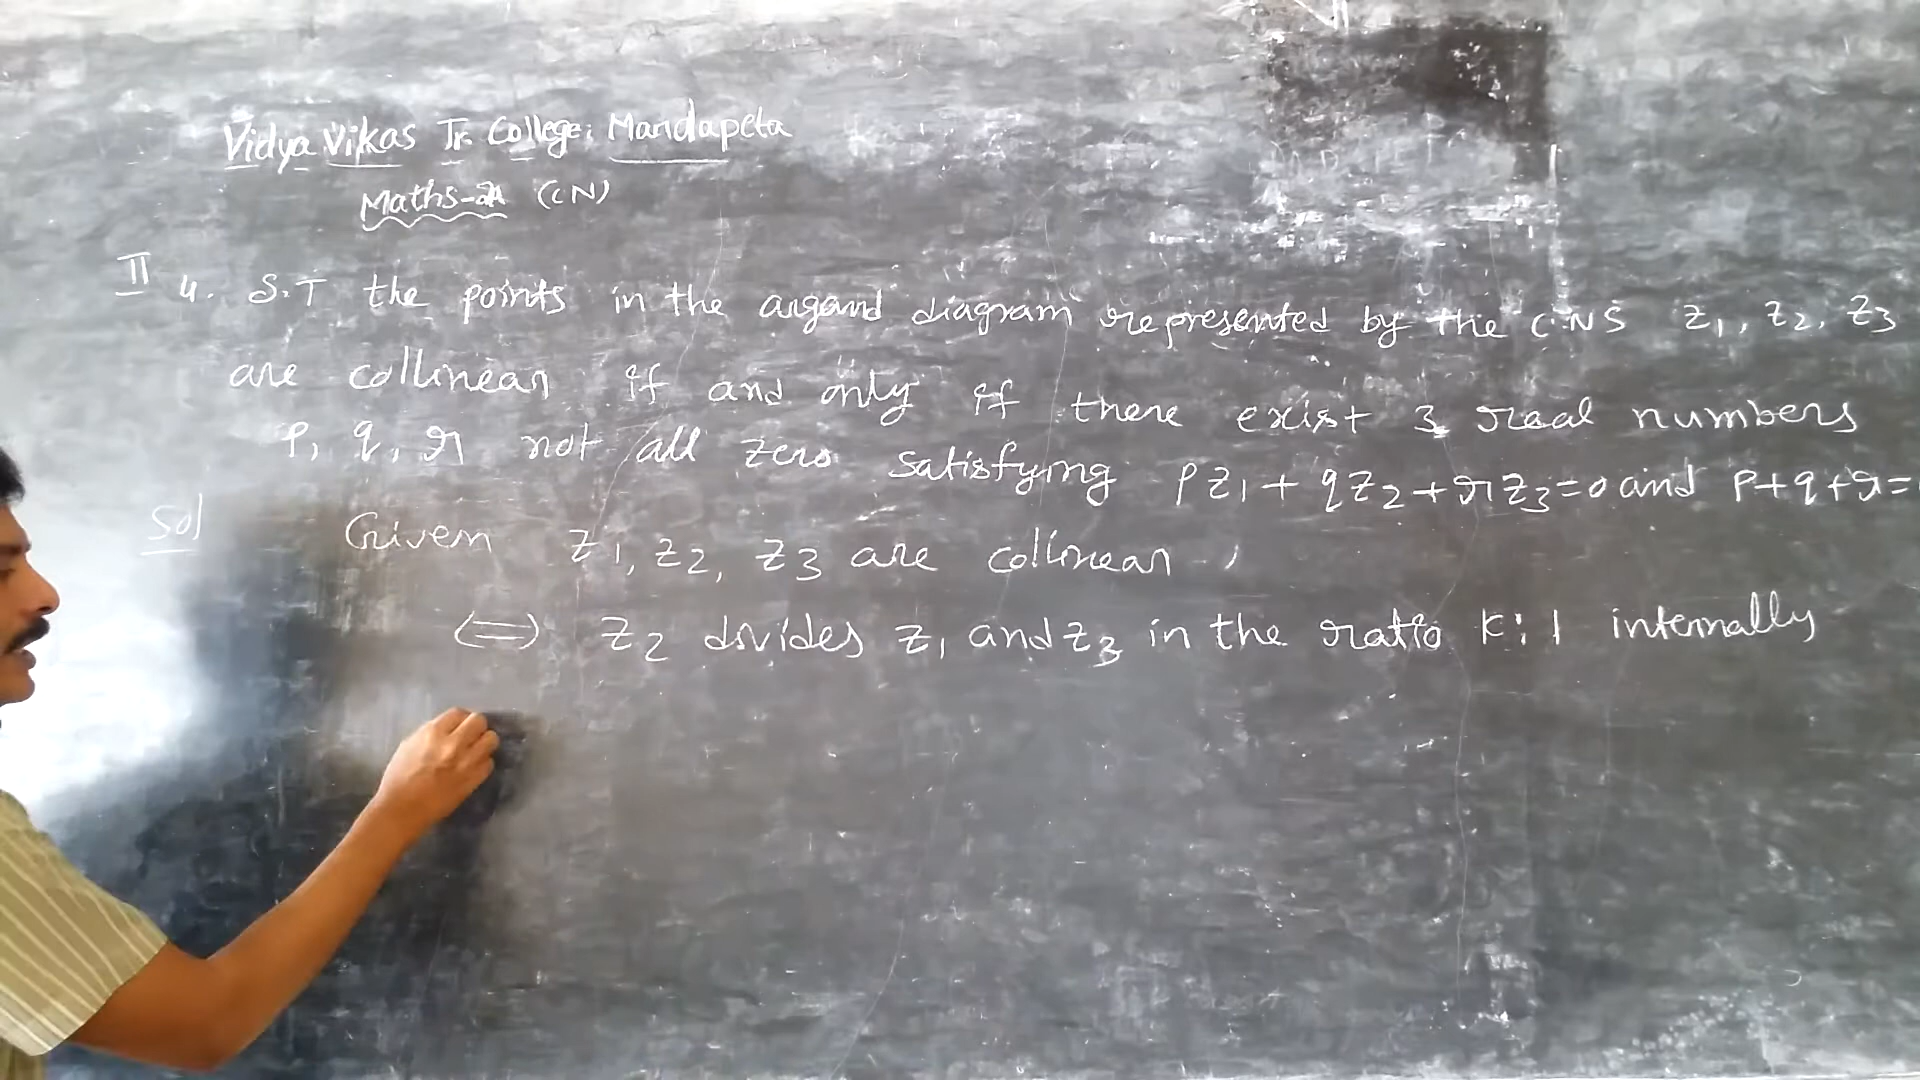 Vidya Vikas Jr. College: Mandapeta
Maths-2A (CN)
II 4. S.T the points in the argand diagram represented by the C.NS z1, z2, z3
are collinear if and only if there exist 3 real numbers
p, q, r not all zero satisfying pz1 + qz2 + rz3 = 0 and p+q+r=
Sol Given z1, z2, z3 are collinear
⇔ z2 divides z1 and z3 in the ratio K:1 internally